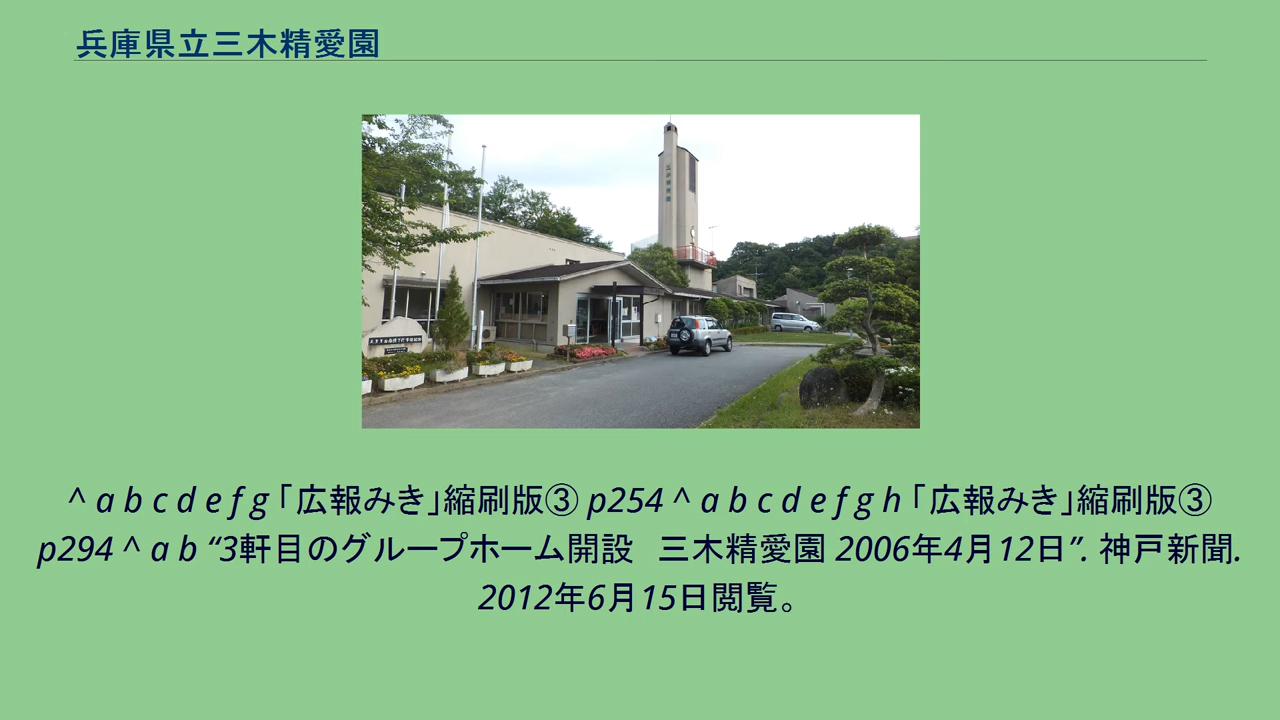 兵庫県立三木精愛園
^ a b c d e f g 「広報みき」縮刷版③ p254 ^ a b c d e f g h 「広報みき」縮刷版③
p294 ^ a b “3軒目のグループホーム開設　三木精愛園 2006年4月12日”. 神戸新聞.
2012年6月15日閲覧。